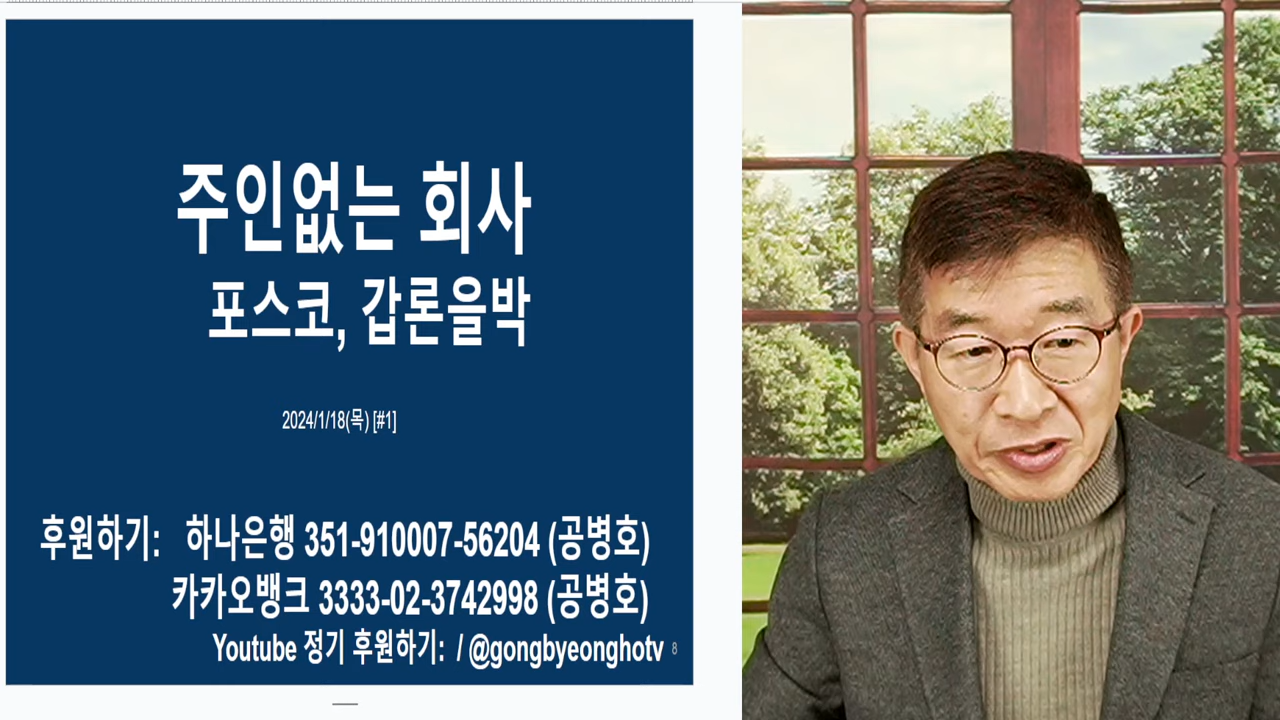 주인없는 회사
포스코, 갑론을박
2024/1/18(목) [#1]
후원하기: 하나은행 351-910007-56204 (공병호)
카카오뱅크 3333-02-3742998 (공병호)
Youtube 정기 후원하기: / @gongbyeonghotv 8